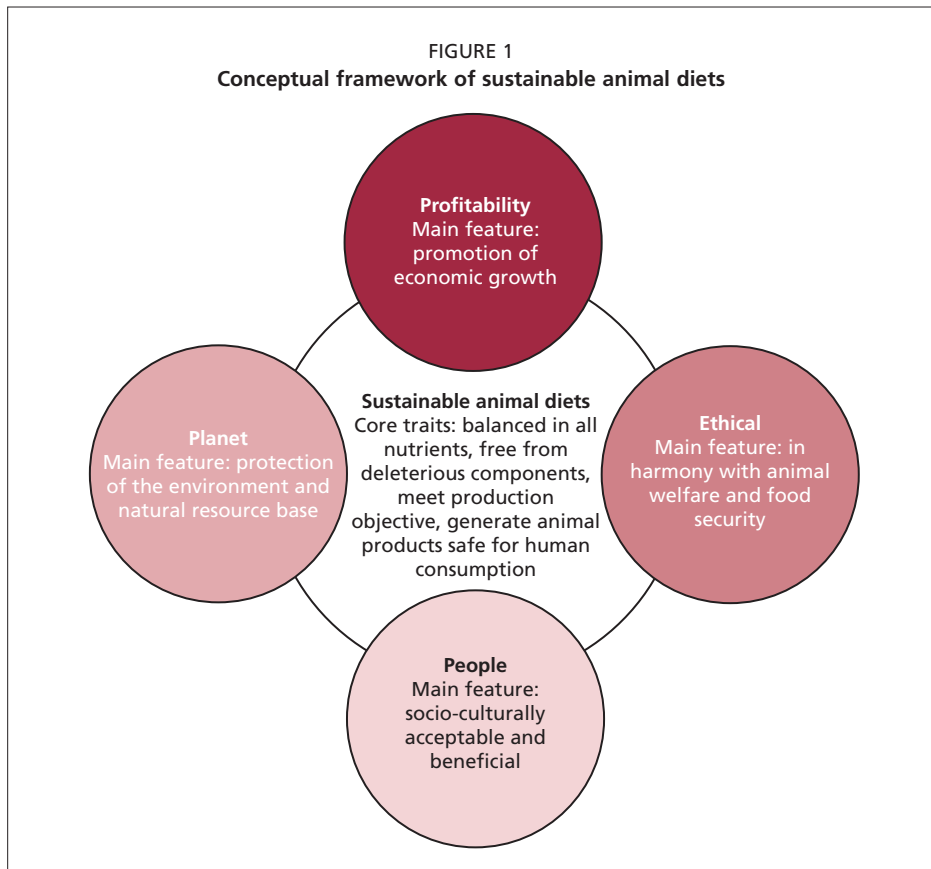 FIGURE 1
Conceptual framework of sustainable animal diets
Profitability
Main feature:
promotion of
economic growth
Planet
Main feature: protection
of the environment and
natural resource base
Sustainable animal diets
Core traits: balanced in all
nutrients, free from
deleterious components,
meet production
objective, generate animal
products safe for human
consumption
Ethical
Main feature: in
harmony with animal
welfare and food
security
People
Main feature:
socio-culturally
acceptable and
beneficial